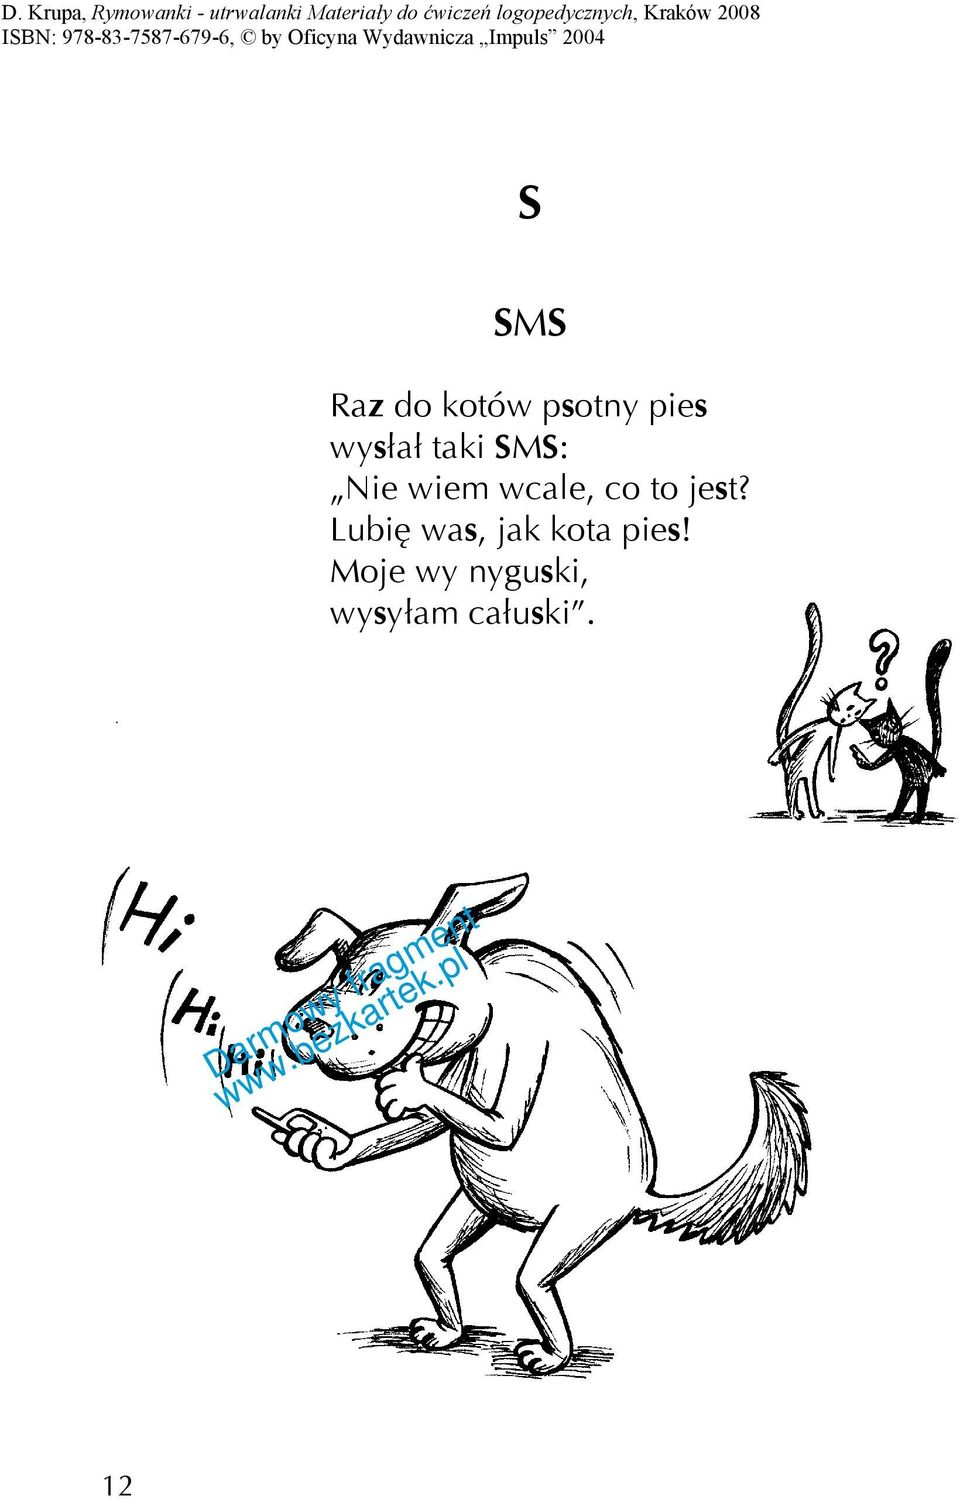 D. Krupa, Rymowanki - utrwalanki Materiały do ćwiczeń logopedycznych, Kraków 2008
ISBN: 978-83-7587-679-6, © by Oficyna Wydawnicza „Impuls” 2004
S
SMS
Raz do kotów psotny pies
wysłał taki SMS:
„Nie wiem wcale, co to jest?
Lubię was, jak kota pies!
Moje wy nyguski,
wysyłam całuski”.
?
Hi
Hi
Hi
Darmowy fragment
www.bezkartek.pl
12